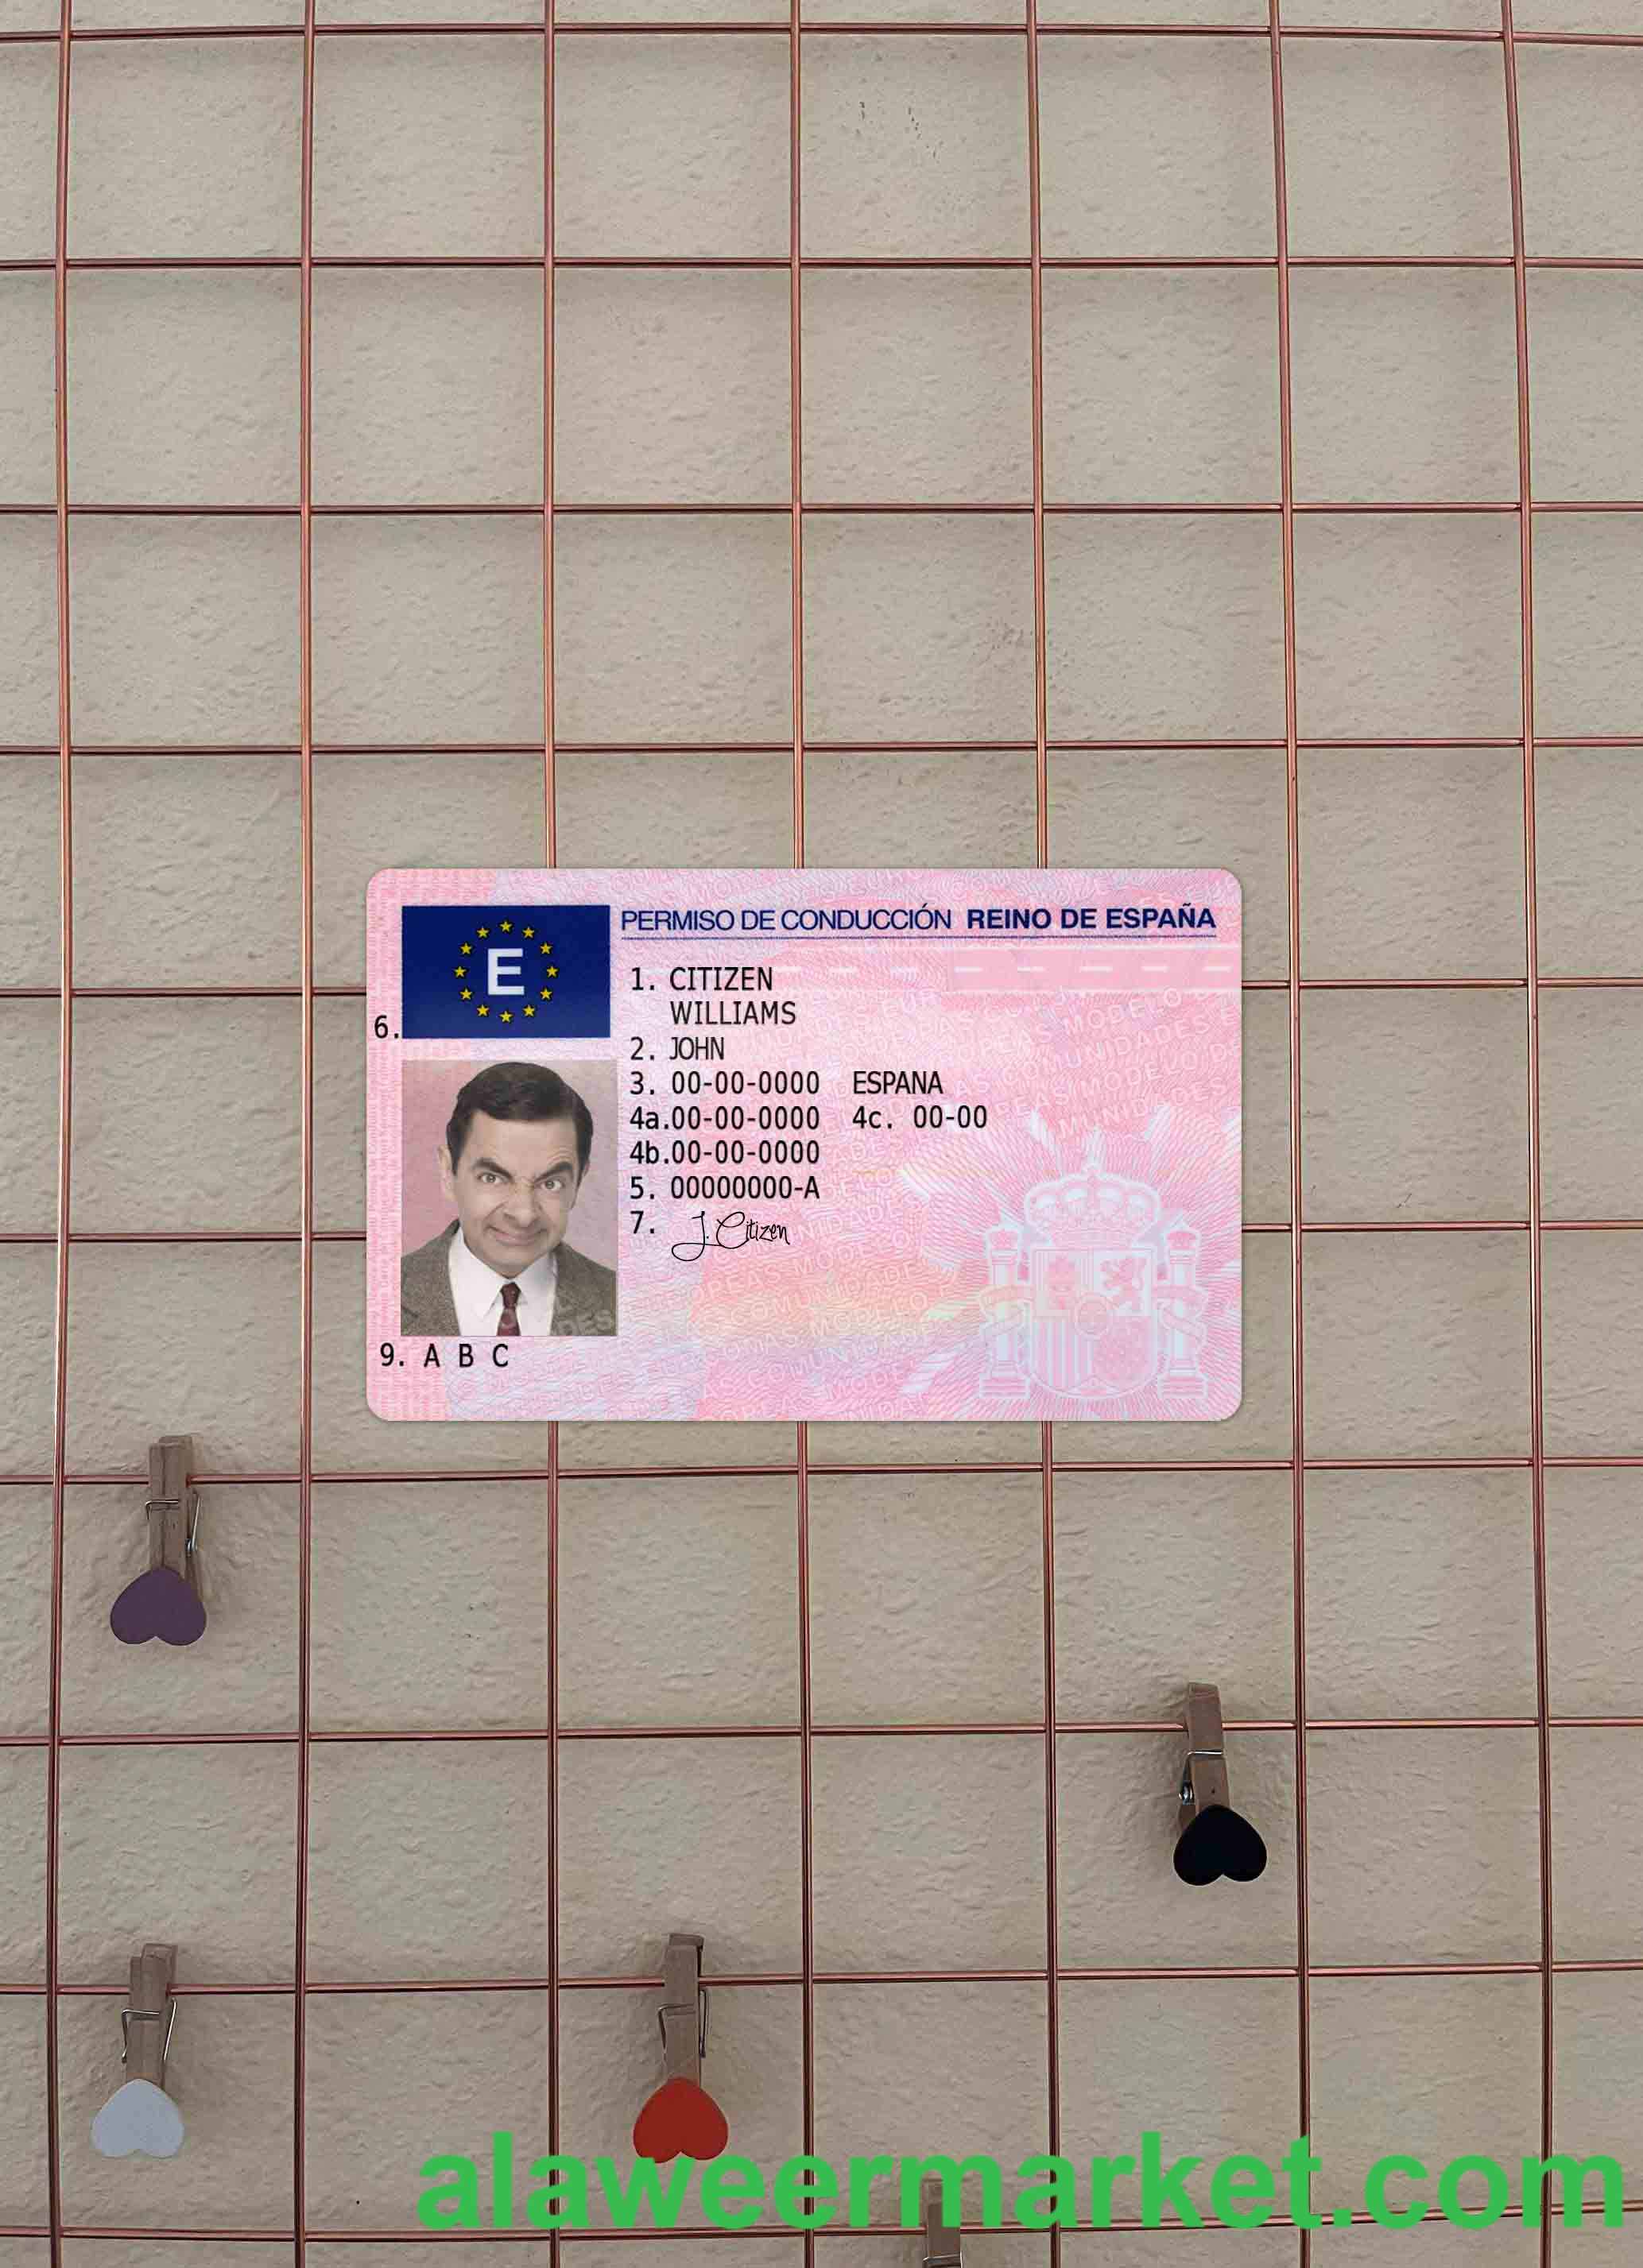 PERMISO DE CONDUCCIÓN REINO DE ESPAÑA
E
1. CITIZEN
WILLIAMS
2. JOHN
3. 00-00-0000 ESPANA
4a.00-00-0000 4c. 00-00
4b.00-00-0000
5. 00000000-A
6.
7. J. Citizen
9. A B C
alaweermarket.com